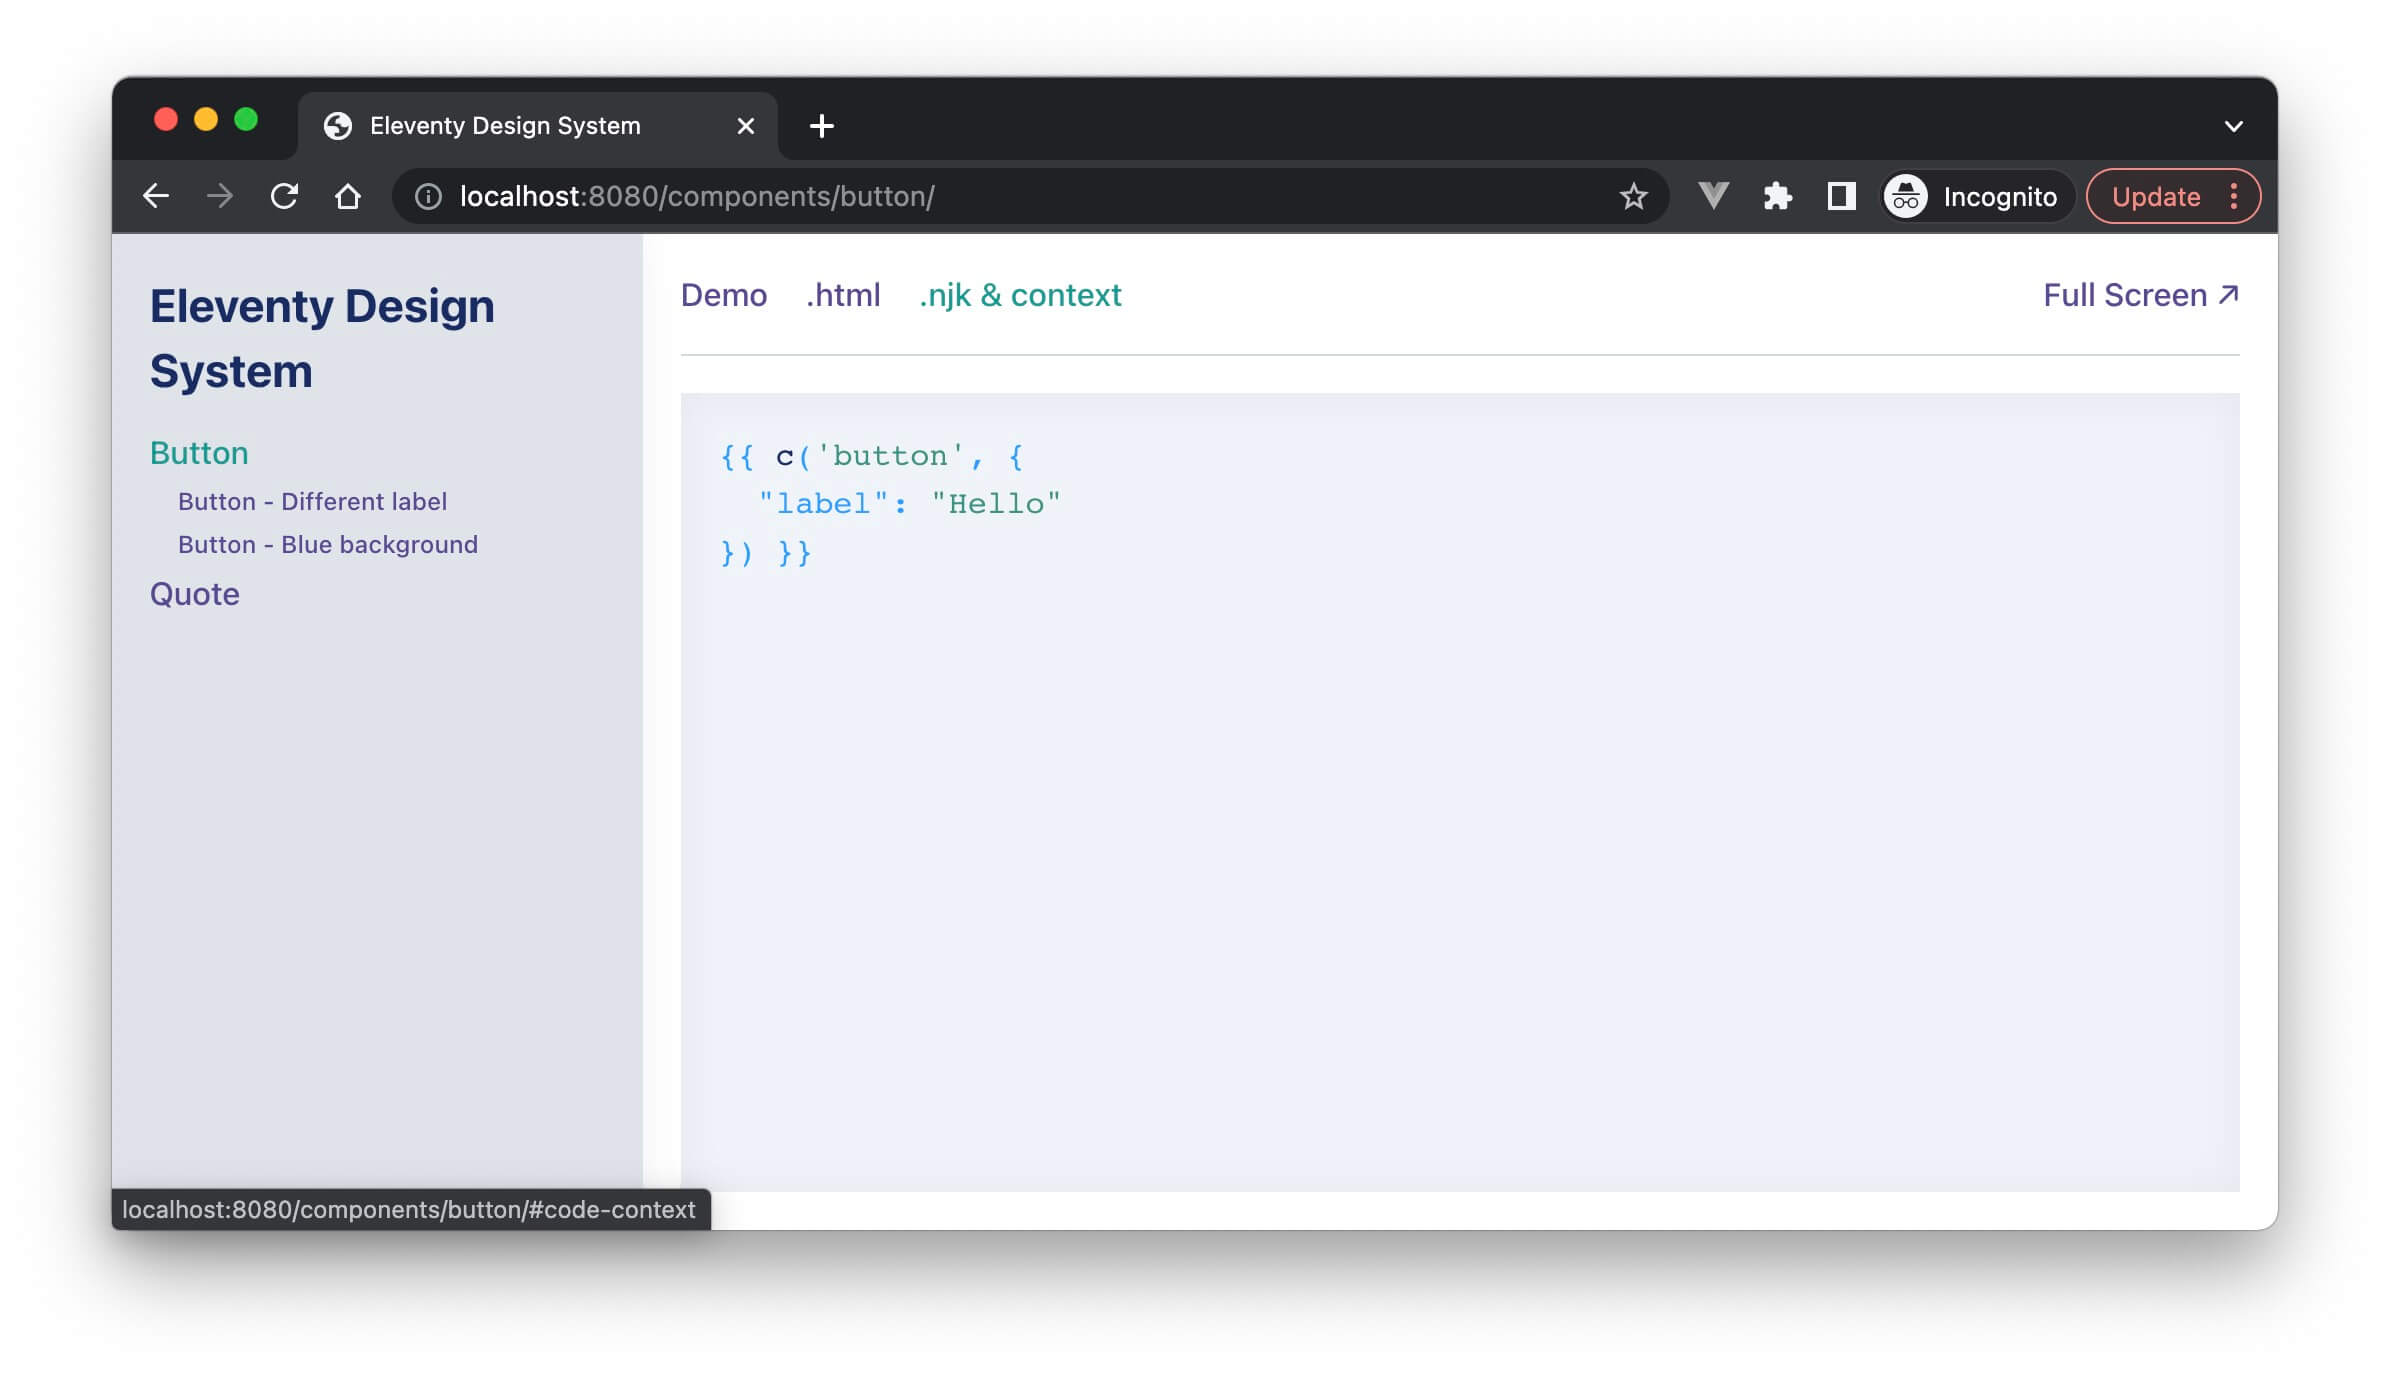 Eleventy Design System
localhost:8080/components/button/
Incognito
Update
Eleventy Design
System
Button
Button - Different label
Button - Blue background
Quote
Demo
.html
.njk & context
Full Screen ↗
{{ c('button', {
  "label": "Hello"
}) }}
localhost:8080/components/button/#code-context